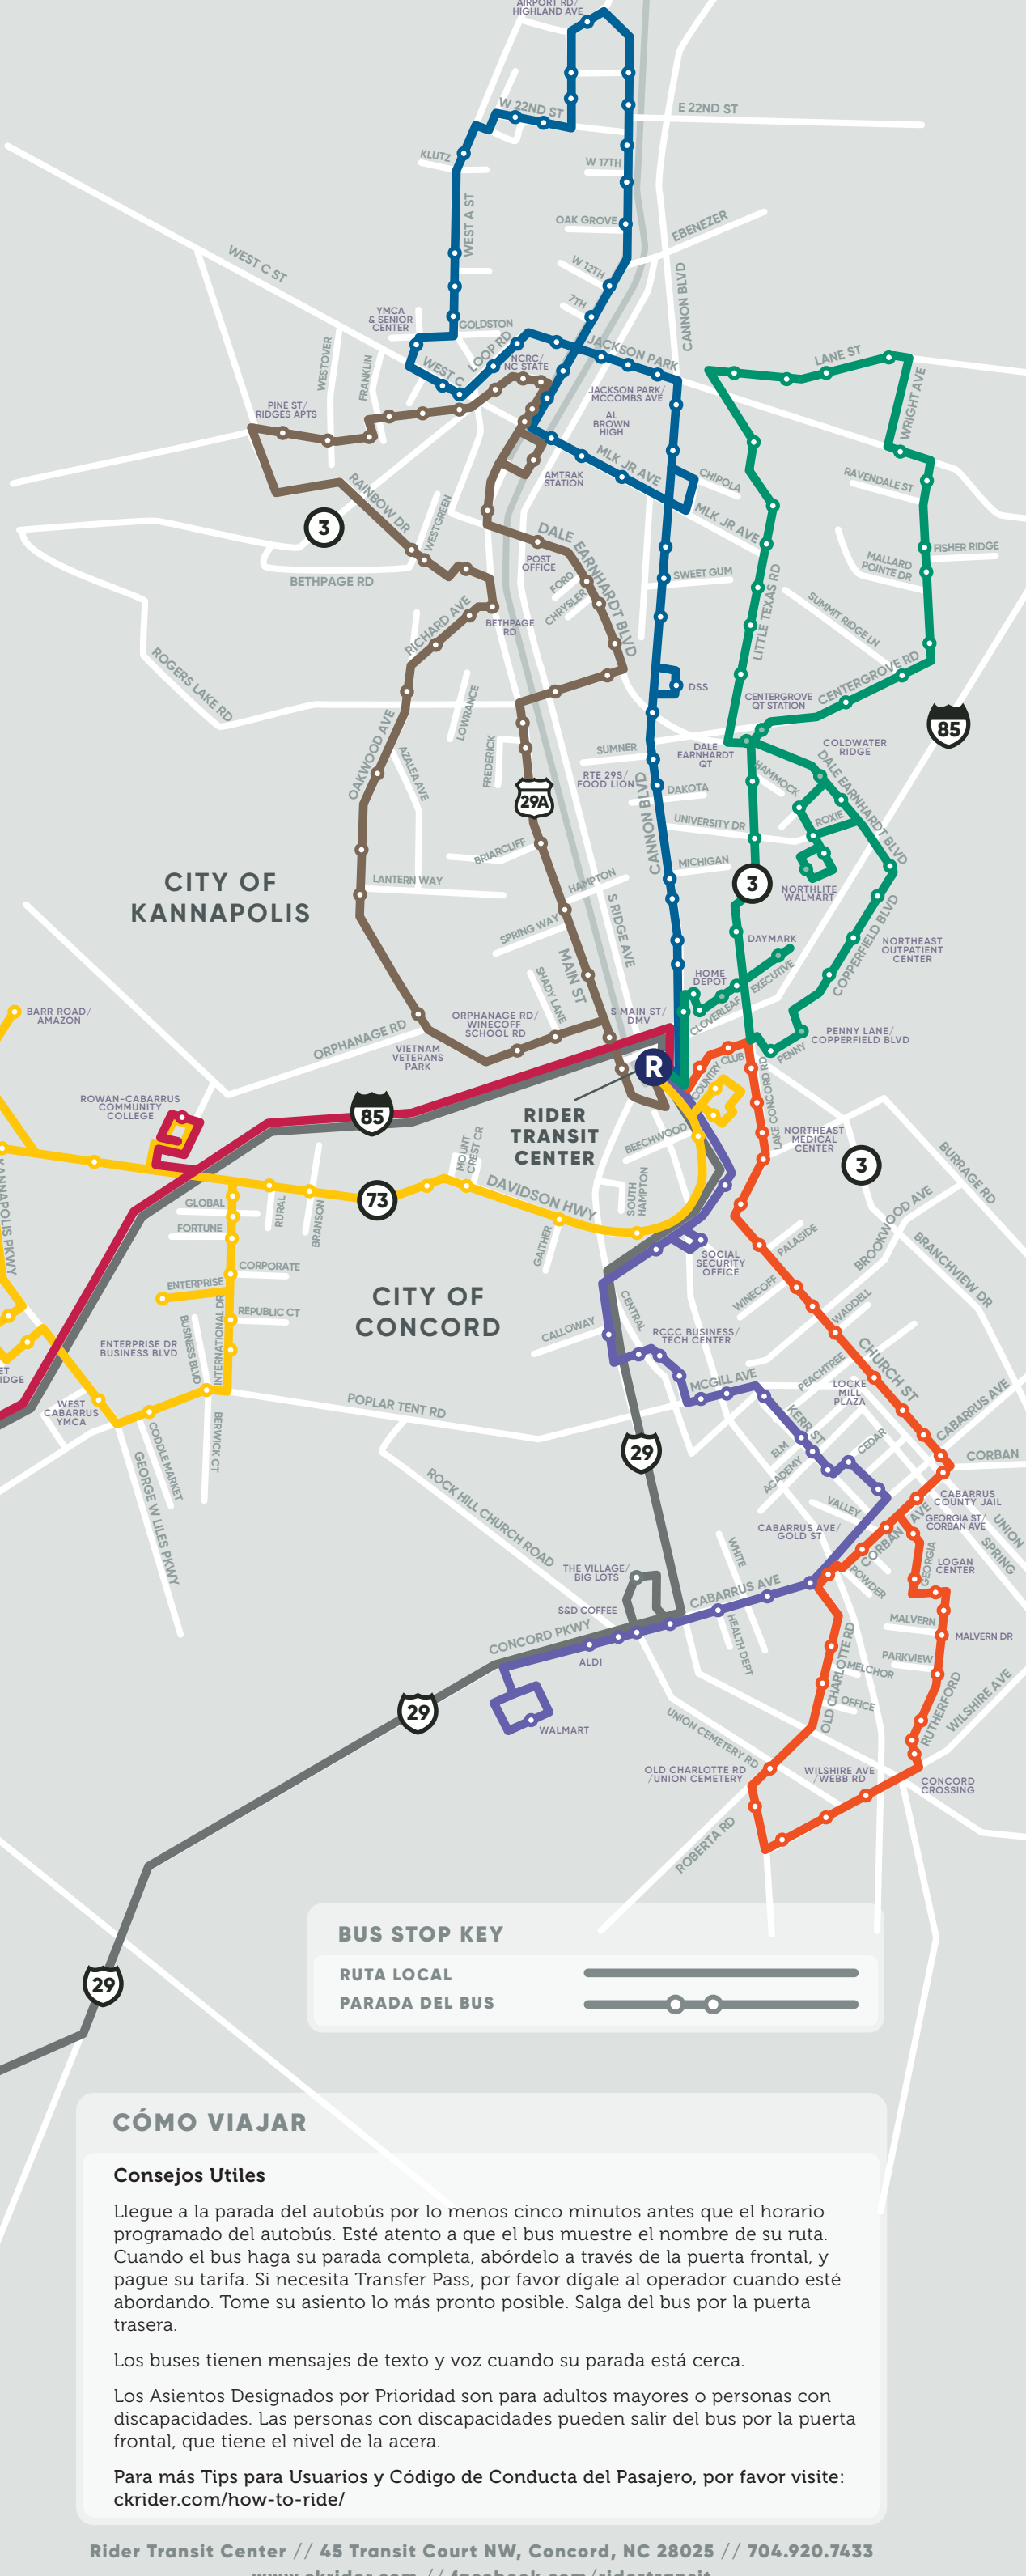 AIRPORT RD/
HIGHLAND AVE
W 22ND ST
E 22ND ST
KLUTZ
W 17TH
WEST A ST
OAK GROVE
EBENEZER
WEST C ST
W 12TH
CANNON BLVD
7TH
YMCA
& SENIOR
CENTER
GOLDSTON
LOOP RD
JACKSON PARK
LANE ST
WESTOVER
FRANKLIN
WEST C
NCRC/
NC STATE
WRIGHT AVE
JACKSON PARK/
MCCOMBS AVE
PINE ST/
RIDGES APTS
AL
BROWN
HIGH
MLK JR AVE
AMTRAK
STATION
CHIPOLA
RAVENDALE ST
RAINBOW DR
WESTGREEN
MLK JR AVE
3
DALE EARNHARDT BLVD
POST
OFFICE
FISHER RIDGE
MALLARD
POINTE DR
BETHPAGE RD
FORD
CHRYSLER
SWEET GUM
LITTLE TEXAS RD
SUMMIT RIDGE LN
RICHARD AVE
BETHPAGE
RD
ROGERS LAKE RD
CENTERGROVE RD
DSS
CENTERGROVE
QT STATION
LOWRANCE
85
OAKWOOD AVE
AZALEA AVE
FREDERICK
SUMNER
DALE
EARNHARDT
QT
COLDWATER
RIDGE
RTE 29S/
FOOD LION
HAMMOCK
DALE EARNHARDT BLVD
29A
DAKOTA
CANNON BLVD
UNIVERSITY DR
ROXIE
BRIARCLIFF
MICHIGAN
CITY OF
KANNAPOLIS
LANTERN WAY
HAMPTON
3
NORTHLITE
WALMART
S RIDGE AVE
SPRING WAY
COPPERFIELD BLVD
DAYMARK
NORTHEAST
OUTPATIENT
CENTER
MAIN ST
SHADY LANE
HOME
DEPOT
EXECUTIVE
CLOVERLEAF
BARR ROAD/
AMAZON
ORPHANAGE RD/
WINECOFF
SCHOOL RD
S MAIN ST/
DMV
ORPHANAGE RD
PENNY LANE/
COPPERFIELD BLVD
VIETNAM
VETERANS
PARK
PENNY
R
COUNTRY CLUB
LAKE CONCORD RD
ROWAN-CABARRUS
COMMUNITY
COLLEGE
85
RIDER
TRANSIT
CENTER
BEECHWOOD
NORTHEAST
MEDICAL
CENTER
MOUNT
CREST CR
3
BURRAGE RD
KANNAPOLIS PKWY
73
DAVIDSON HWY
SOUTH
HAMPTON
GLOBAL
RURAL
BRANSON
FORTUNE
BROOKWOOD AVE
GAITHER
PALASIDE
BRANCHVIEW DR
SOCIAL
SECURITY
OFFICE
CORPORATE
ENTERPRISE
WINECOFF
CITY OF
CONCORD
INTERNATIONAL DR
REPUBLIC CT
CENTRAL
WADDELL
BUSINESS BLVD
CALLOWAY
RCCC BUSINESS/
TECH CENTER
ENTERPRISE DR
BUSINESS BLVD
CHURCH ST
PEACHTREE
MCGILL AVE
LOCKE
MILL
PLAZA
CABARRUS AVE
WEST
CABARRUS
YMCA
POPLAR TENT RD
KERR ST
BERWICK CT
CODDLE MARKET
GEORGE W LILES PKWY
29
ELM
CEDAR
ACADEMY
CORBAN
ROCK HILL CHURCH ROAD
CABARRUS
COUNTY JAIL
VALLEY
GEORGIA ST/
CORBAN AVE
UNION
SPRING
CABARRUS AVE/
GOLD ST
CORBAN AVE
WHITE
GEORGIA
LOGAN
CENTER
THE VILLAGE/
BIG LOTS
POWDER
CABARRUS AVE
S&D COFFEE
MALVERN
MALVERN DR
HEALTH DEPT
CONCORD PKWY
OLD CHARLOTTE RD
PARKVIEW
ALDI
MELCHOR
RUTHERFORD
WILSHIRE AVE
OFFICE
29
WALMART
UNION CEMETERY RD
OLD CHARLOTTE RD
/UNION CEMETERY
WILSHIRE AVE
/WEBB RD
CONCORD
CROSSING
ROBERTA RD
BUS STOP KEY
RUTA LOCAL
PARADA DEL BUS
29
CÓMO VIAJAR
Consejos Utiles
Llegue a la parada del autobús por lo menos cinco minutos antes que el horario
programado del autobús. Esté atento a que el bus muestre el nombre de su ruta.
Cuando el bus haga su parada completa, abórdelo a través de la puerta frontal, y
pague su tarifa. Si necesita Transfer Pass, por favor dígale al operador cuando esté
abordando. Tome su asiento lo más pronto posible. Salga del bus por la puerta
trasera.
Los buses tienen mensajes de texto y voz cuando su parada está cerca.
Los Asientos Designados por Prioridad son para adultos mayores o personas con
discapacidades. Las personas con discapacidades pueden salir del bus por la puerta
frontal, que tiene el nivel de la acera.
Para más Tips para Usuarios y Código de Conducta del Pasajero, por favor visite:
ckrider.com/how-to-ride/
Rider Transit Center // 45 Transit Court NW, Concord, NC 28025 // 704.920.7433
www.ckrider.com // facebook.com/ridertransit